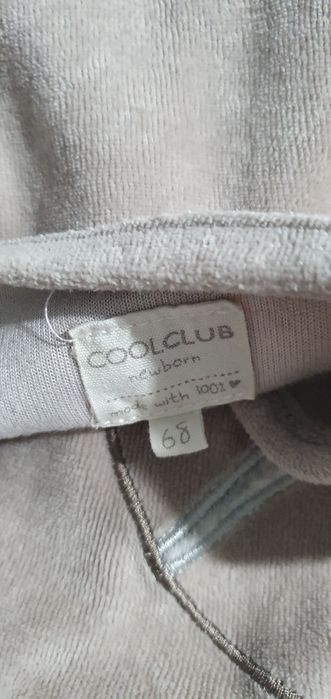 COOLCLUB
newborn
made with 100% ♥
68